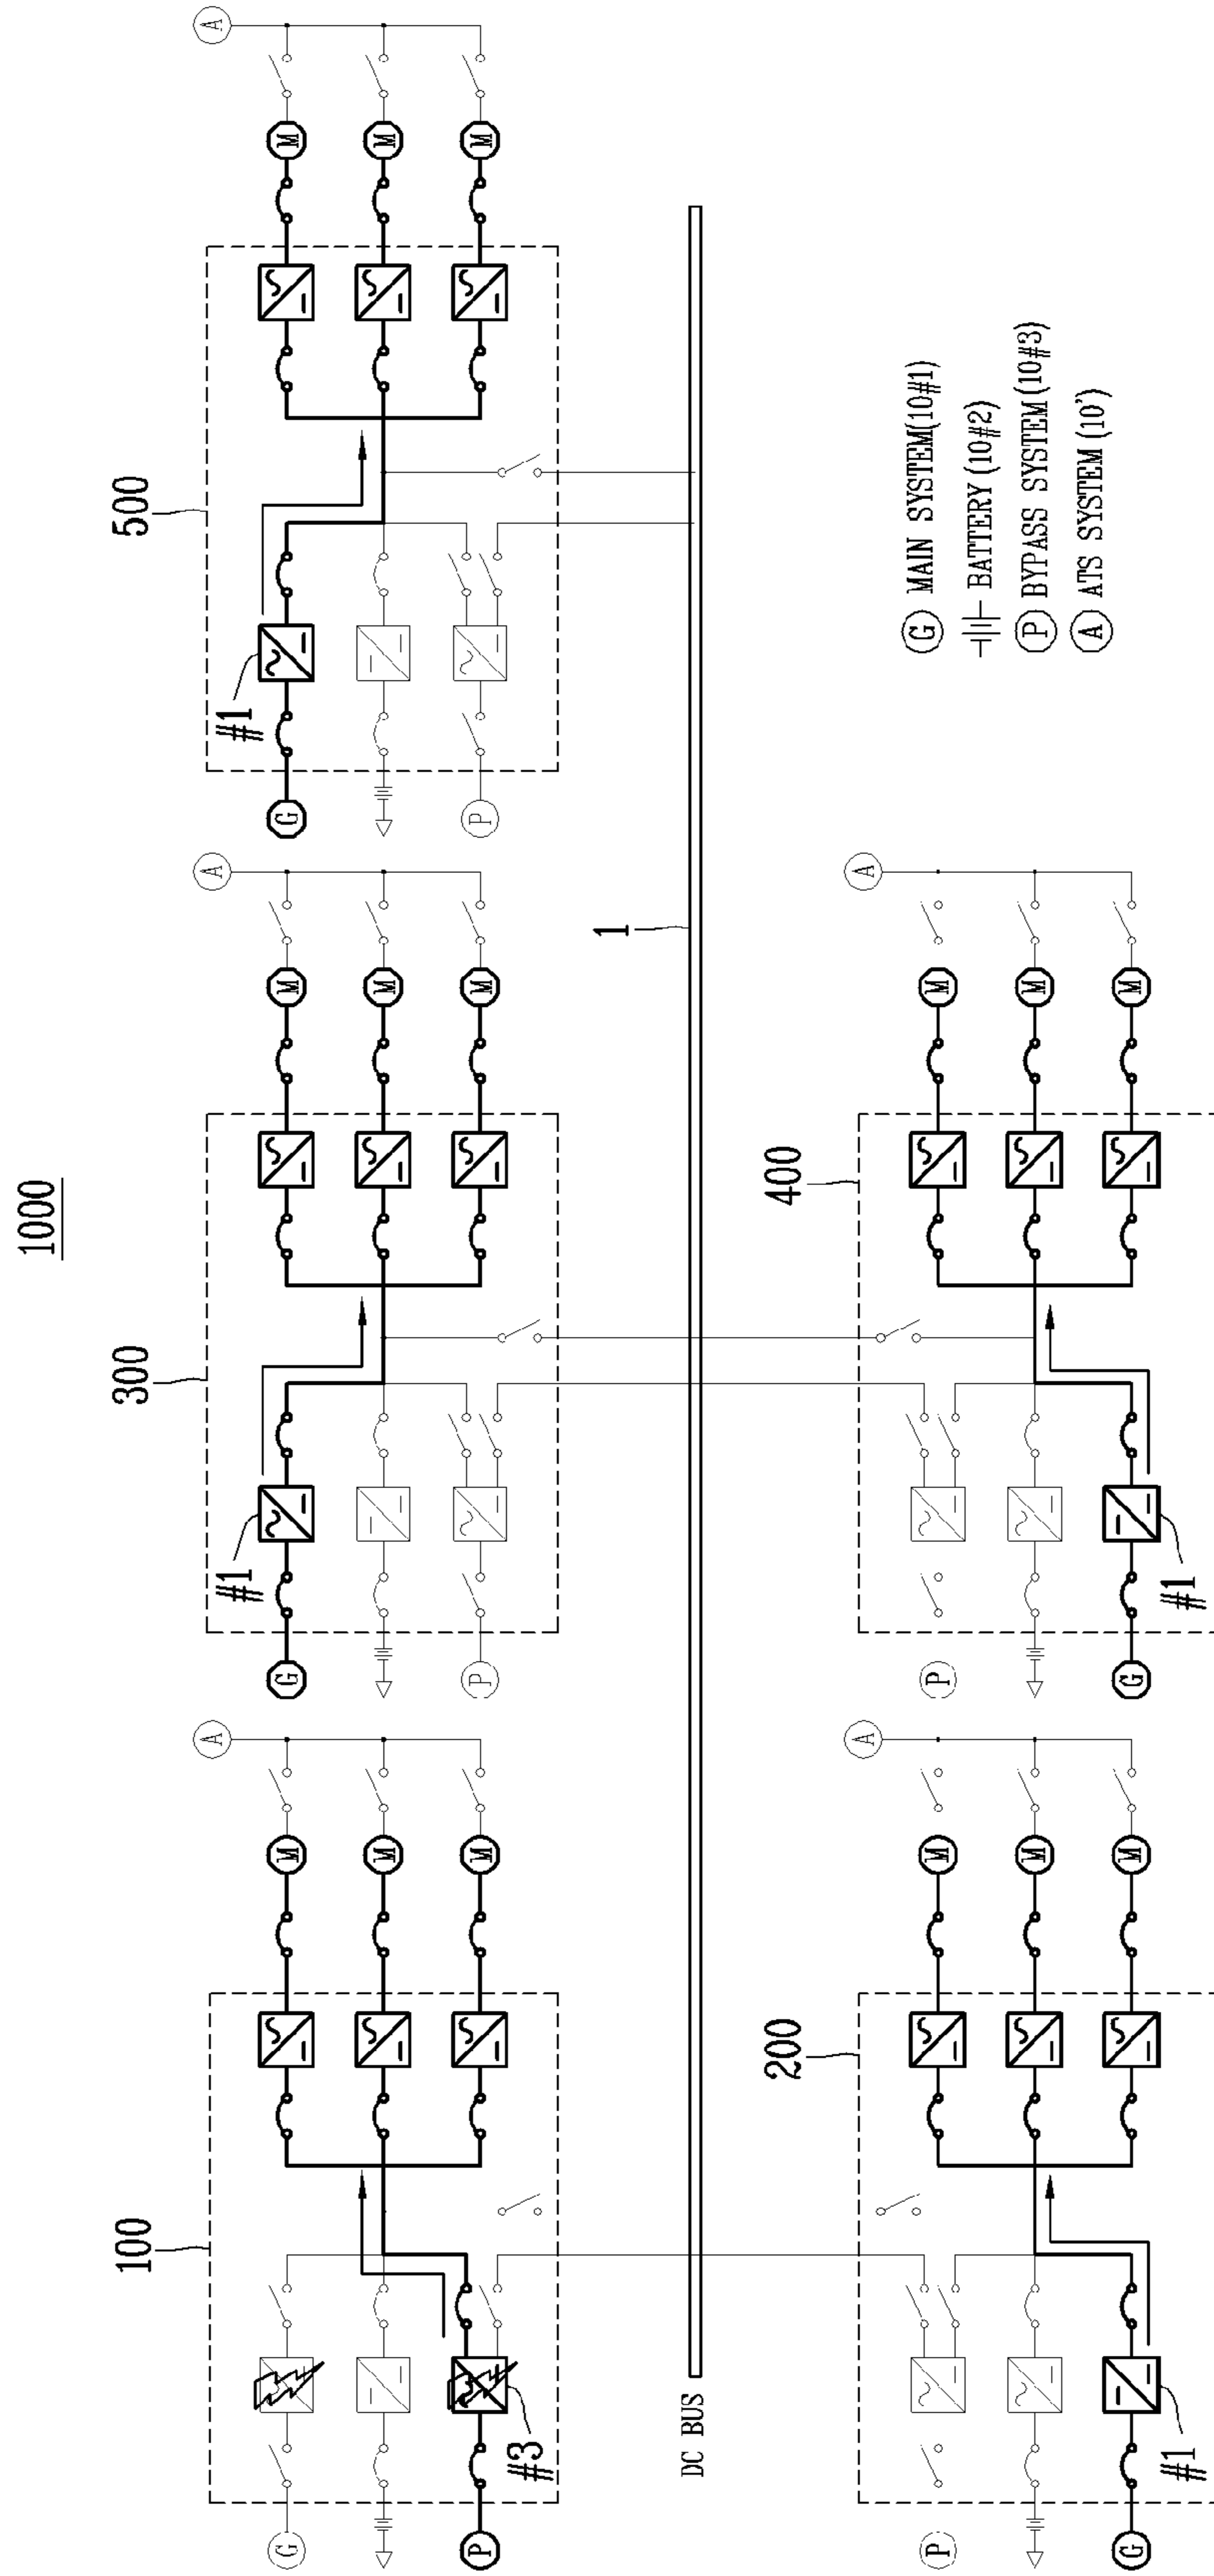 1000
100 300 500
A A A
#1 #1
G M G M G M
M M M
P M P M P M
#3
1
DC BUS
200 400
A A
P M P M
M M
G M G M
#1 #1
G MAIN SYSTEM(10#1)
BATTERY(10#2)
P BYPASS SYSTEM(10#3)
A ATS SYSTEM(10')